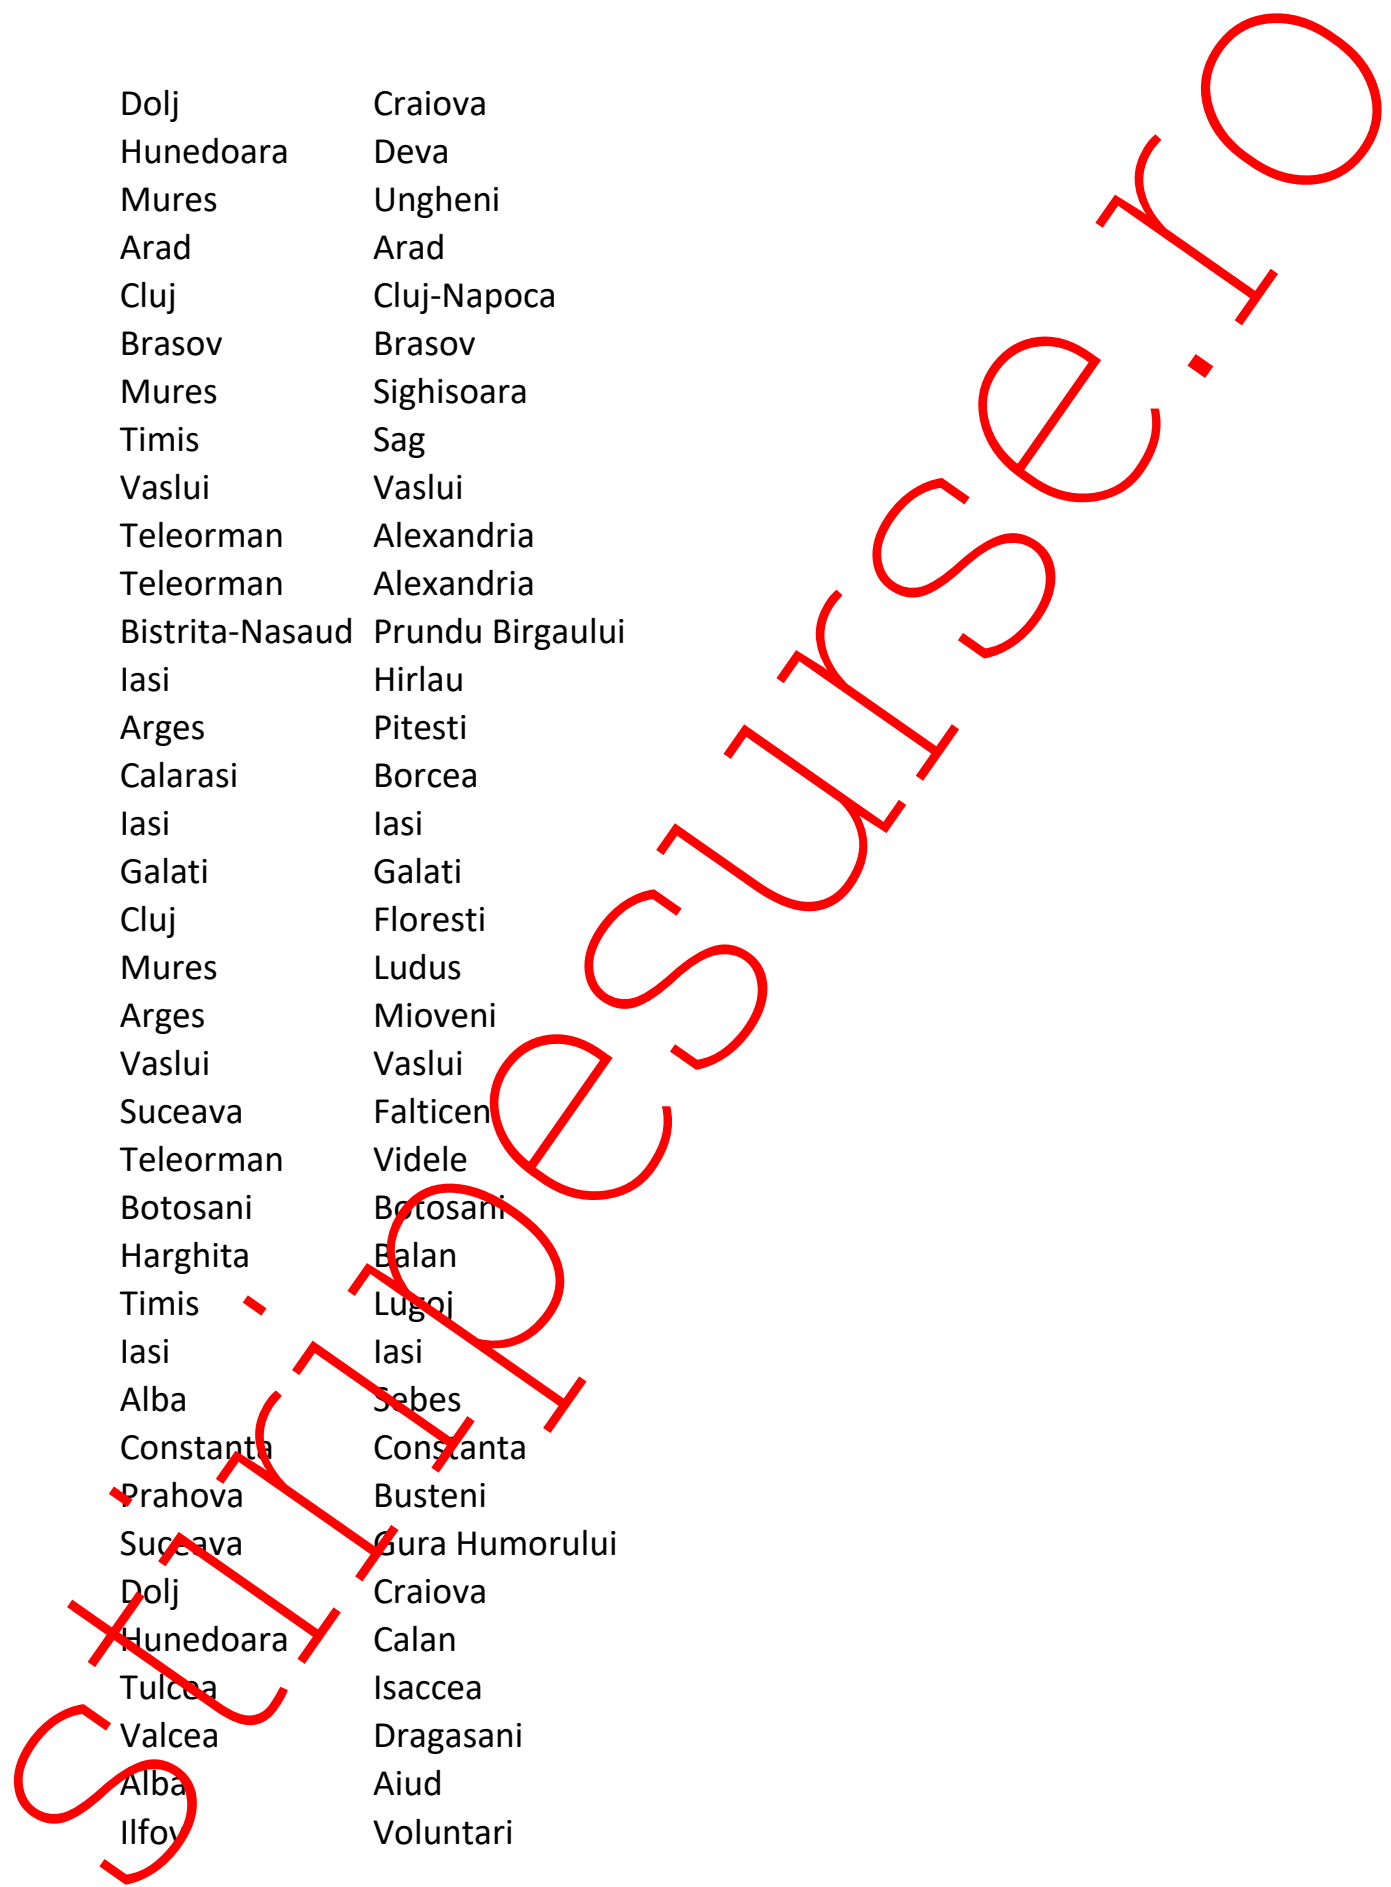 Dolj Craiova
Hunedoara Deva
Mures Ungheni
Arad Arad
Cluj Cluj-Napoca
Brasov Brasov
Mures Sighisoara
Timis Sag
Vaslui Vaslui
Teleorman Alexandria
Teleorman Alexandria
Bistrita-Nasaud Prundu Birgaului
Iasi Hirlau
Arges Pitesti
Calarasi Borcea
Iasi Iasi
Galati Galati
Cluj Floresti
Mures Ludus
Arges Mioveni
Vaslui Vaslui
Suceava Falticeni
Teleorman Videle
Botosani Botosani
Harghita Balan
Timis Lugoj
Iasi Iasi
Alba Sebes
Constanta Constanta
Prahova Busteni
Suceava Gura Humorului
Dolj Craiova
Hunedoara Calan
Tulcea Isaccea
Valcea Dragasani
Alba Aiud
Ilfov Voluntari
stiripesurse.ro